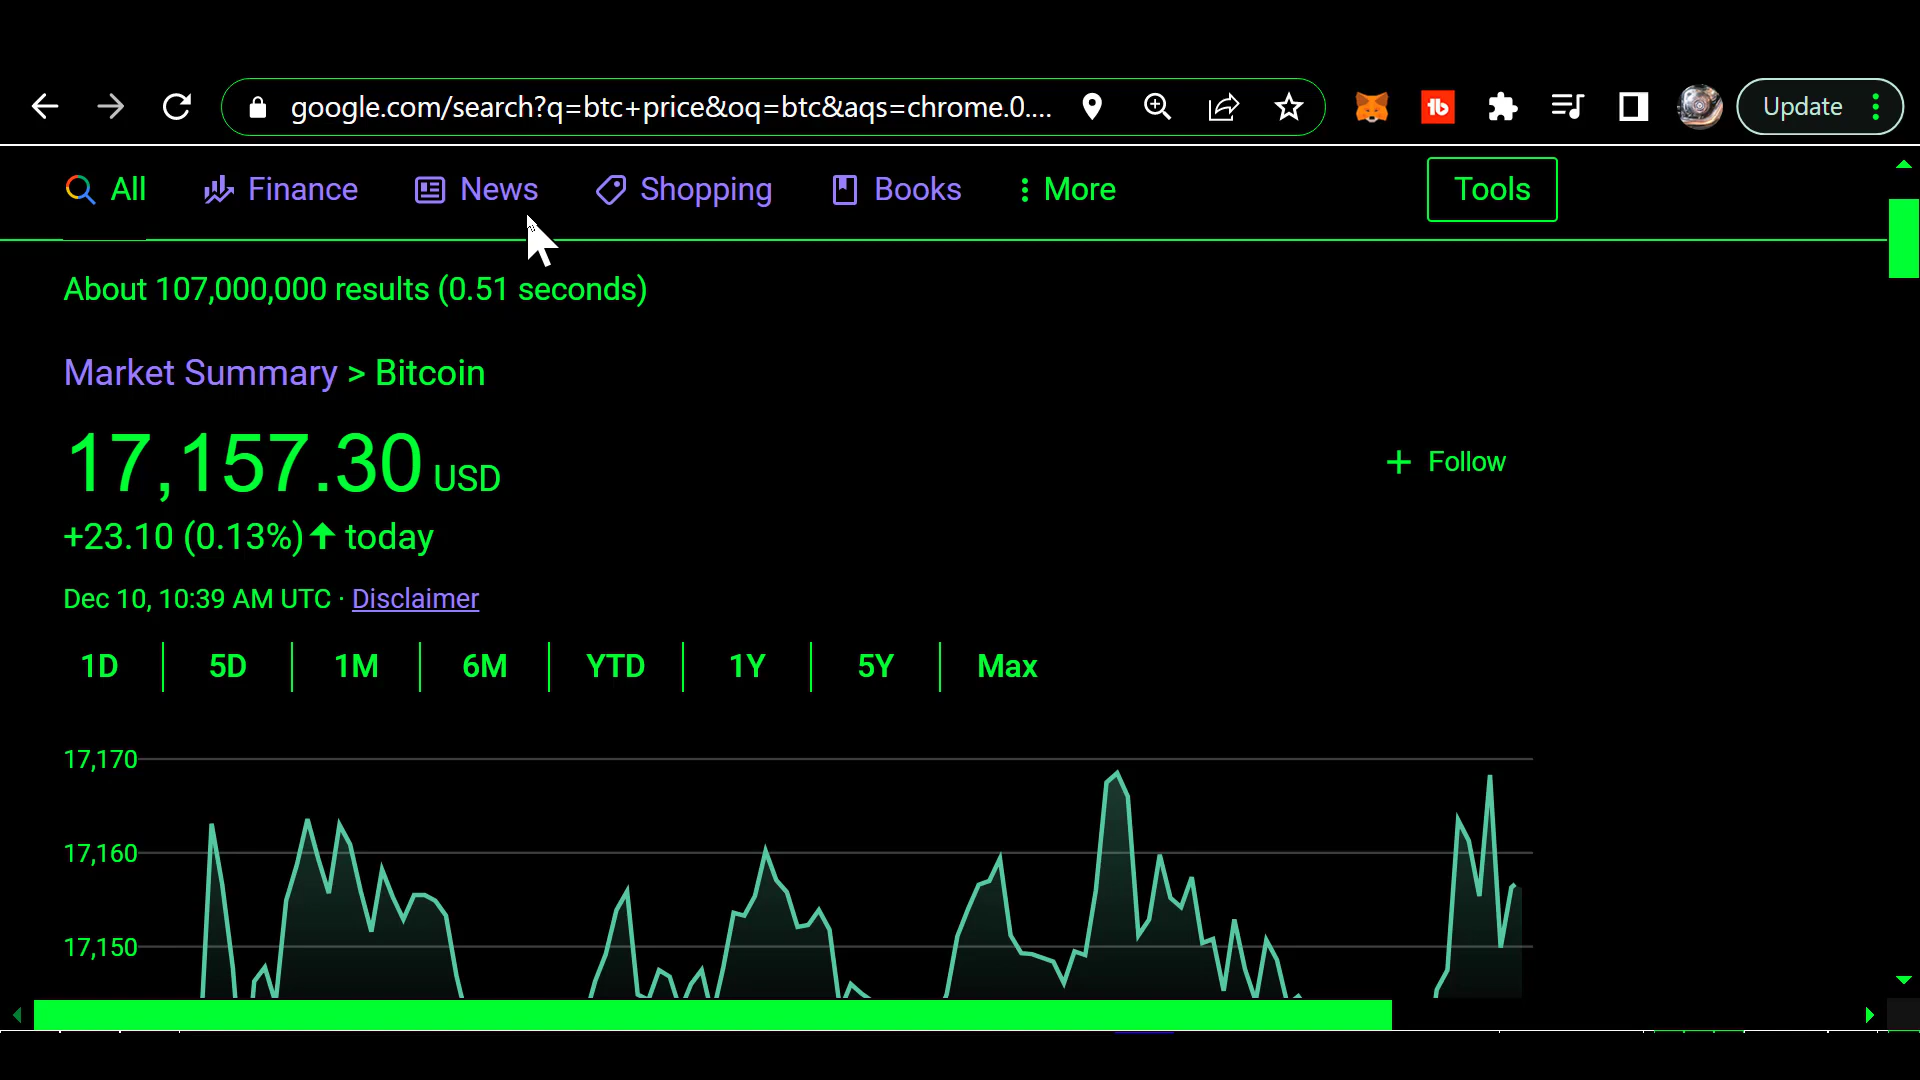 google.com/search?q=btc+price&oq=btc&aqs=chrome.0....
Update
All Finance News Shopping Books More Tools
About 107,000,000 results (0.51 seconds)
Market Summary > Bitcoin
17,157.30 USD
+ Follow
+23.10 (0.13%) ↑ today
Dec 10, 10:39 AM UTC · Disclaimer
1D 5D 1M 6M YTD 1Y 5Y Max
17,170
17,160
17,150